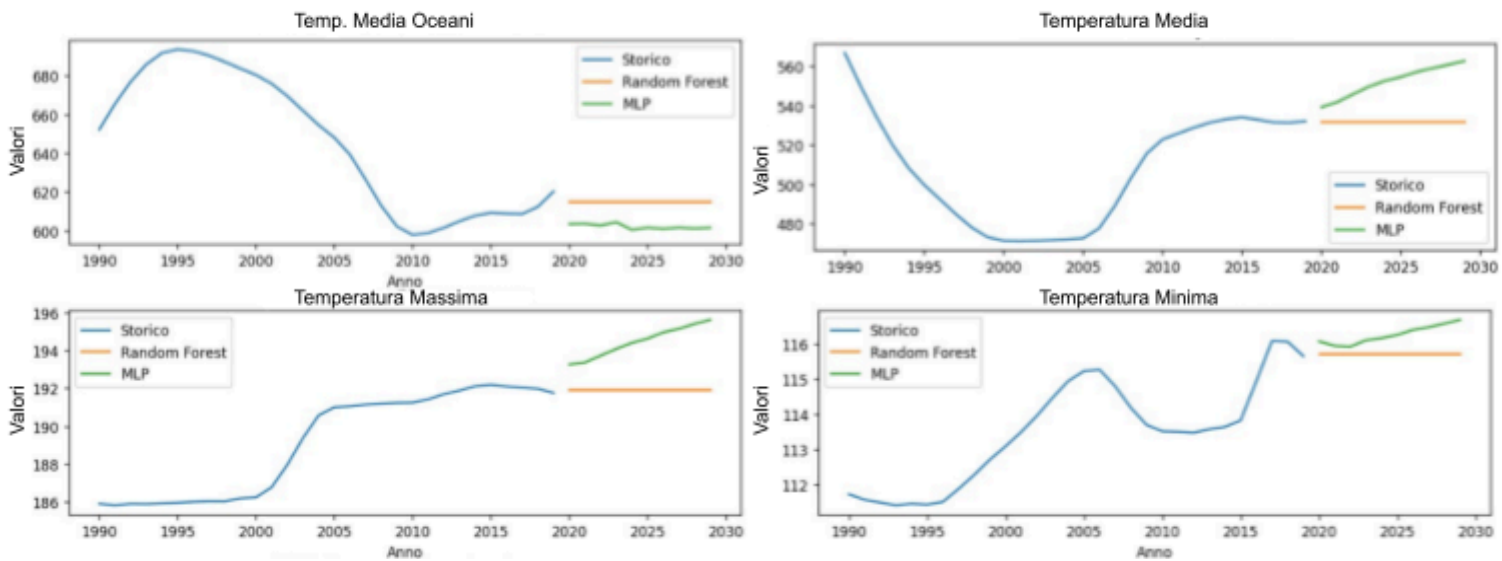 Temp. Media Oceani
Valori
680
660
640
620
600
Storico
Random Forest
MLP
1990 1995 2000 2005 2010 2015 2020 2025 2030
Anno
Temperatura Media
Valori
560
540
520
500
480
Storico
Random Forest
MLP
1990 1995 2000 2005 2010 2015 2020 2025 2030
Temperatura Massima
Valori
196
194
192
190
188
186
Storico
Random Forest
MLP
1990 1995 2000 2005 2010 2015 2020 2025 2030
Anno
Temperatura Minima
Valori
116
115
114
113
112
Storico
Random Forest
MLP
1990 1995 2000 2005 2010 2015 2020 2025 2030
Anno